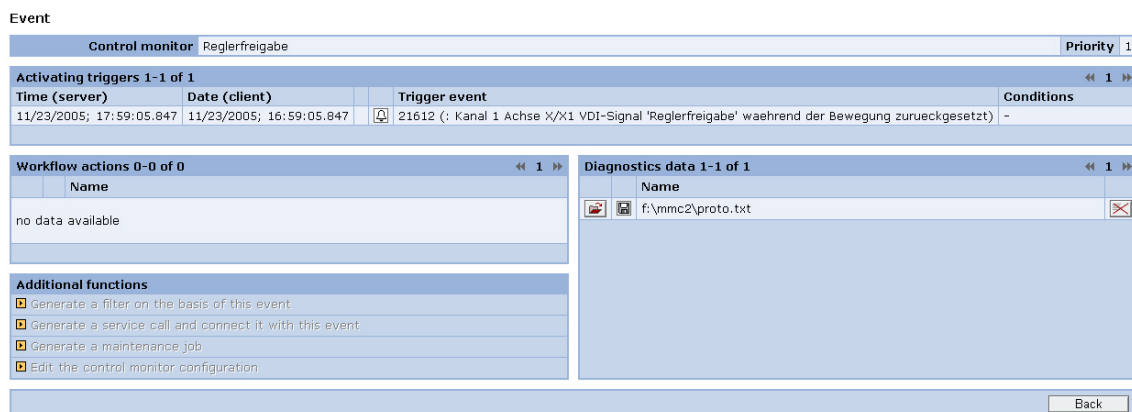 Event
Control monitor Reglerfreigabe Priority 1
Activating triggers 1-1 of 1 1
Time (server) Date (client) Trigger event Conditions
11/23/2005; 17:59:05.847 11/23/2005; 16:59:05.847 21612 (: Kanal 1 Achse X/X1 VDI-Signal 'Reglerfreigabe' waehrend der Bewegung zurueckgesetzt) -
Workflow actions 0-0 of 0 1
Name
no data available
Diagnostics data 1-1 of 1 1
Name
f:\mmc2\proto.txt
Additional functions
Generate a filter on the basis of this event
Generate a service call and connect it with this event
Generate a maintenance job
Edit the control monitor configuration
Back